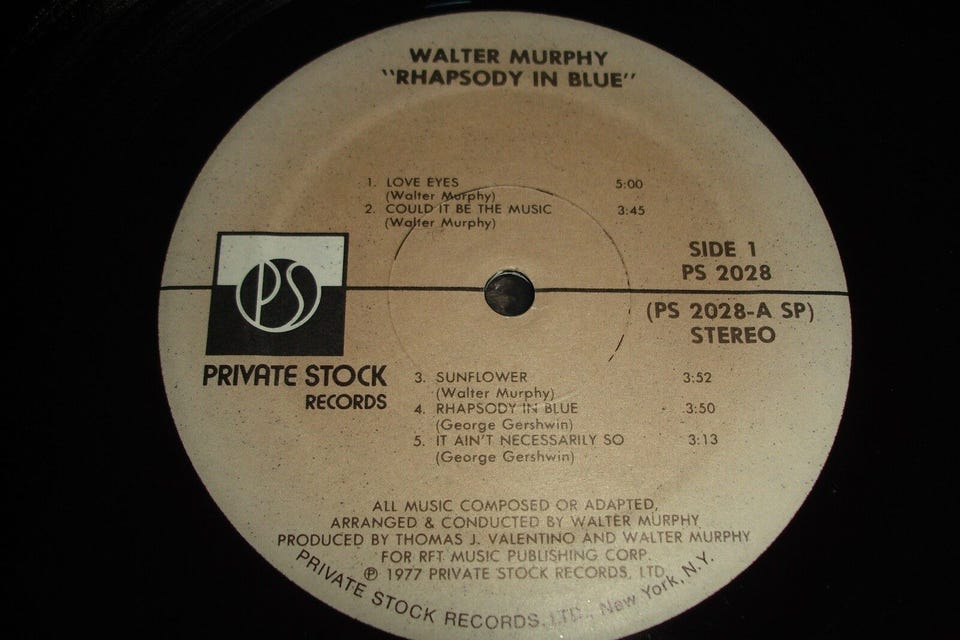 WALTER MURPHY
"RHAPSODY IN BLUE"
1. LOVE EYES 5:00
(Walter Murphy)
2. COULD IT BE THE MUSIC 3:45
(Walter Murphy)
SIDE 1
PS 2028
(PS 2028-A SP)
STEREO
PS
PRIVATE STOCK
RECORDS
3. SUNFLOWER 3:52
(Walter Murphy)
4. RHAPSODY IN BLUE 3:50
(George Gershwin)
5. IT AIN'T NECESSARILY SO 3:13
(George Gershwin)
ALL MUSIC COMPOSED OR ADAPTED,
ARRANGED & CONDUCTED BY WALTER MURPHY
PRODUCED BY THOMAS J. VALENTINO AND WALTER MURPHY
FOR RFT MUSIC PUBLISHING CORP.
℗ 1977 PRIVATE STOCK RECORDS, LTD.
PRIVATE STOCK RECORDS, LTD., New York, N.Y.